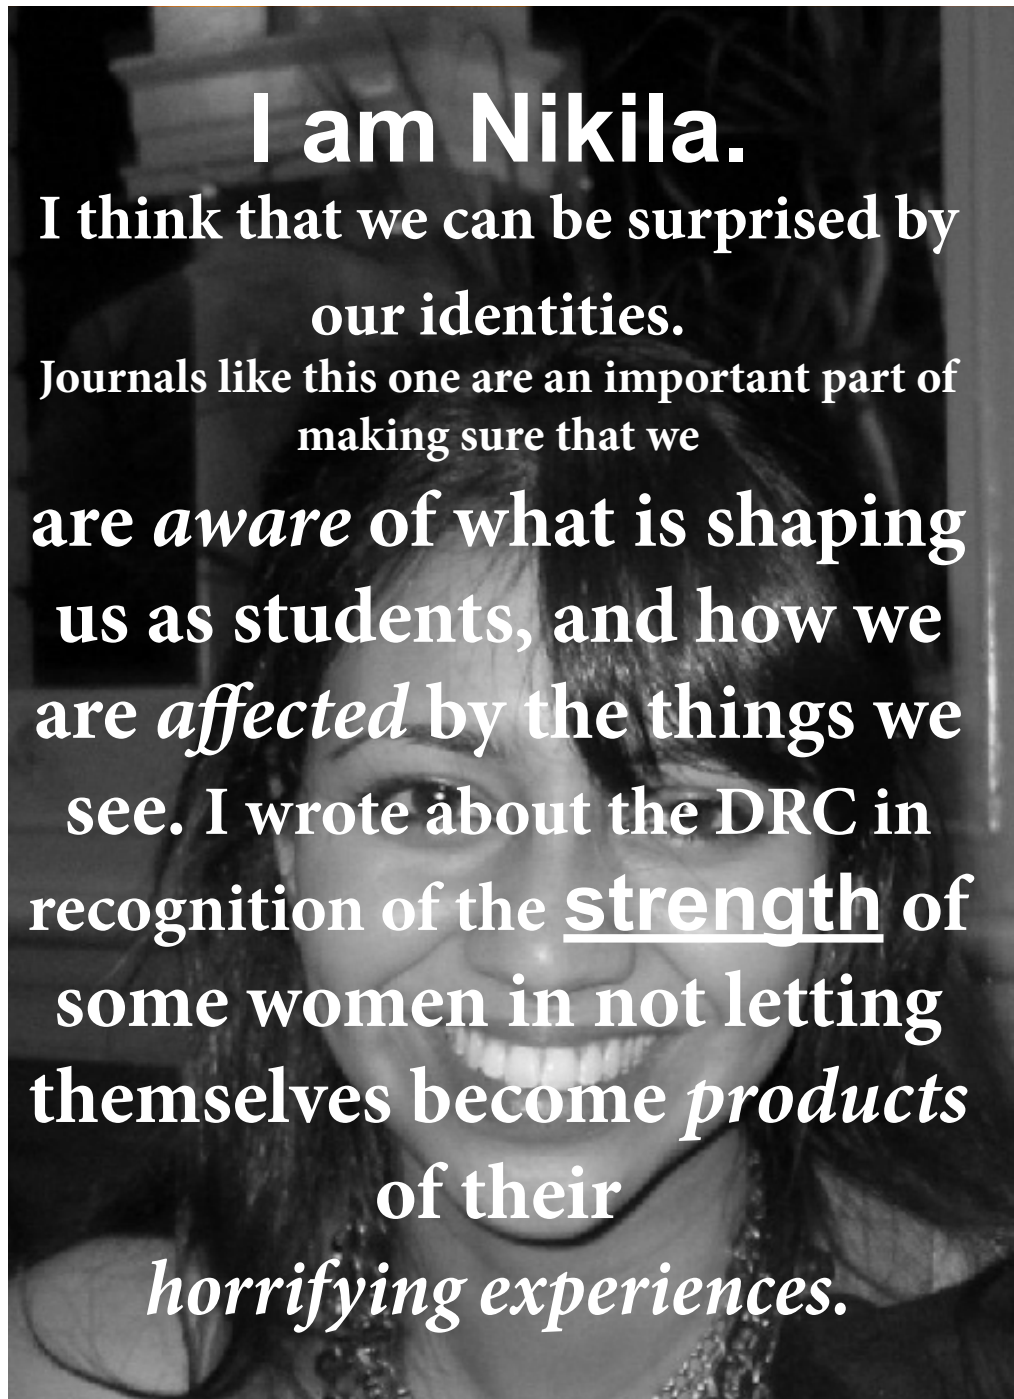 I am Nikila.
I think that we can be surprised by
our identities.
Journals like this one are an important part of
making sure that we
are aware of what is shaping
us as students, and how we
are affected by the things we
see. I wrote about the DRC in
recognition of the strength of
some women in not letting
themselves become products
of their
horrifying experiences.